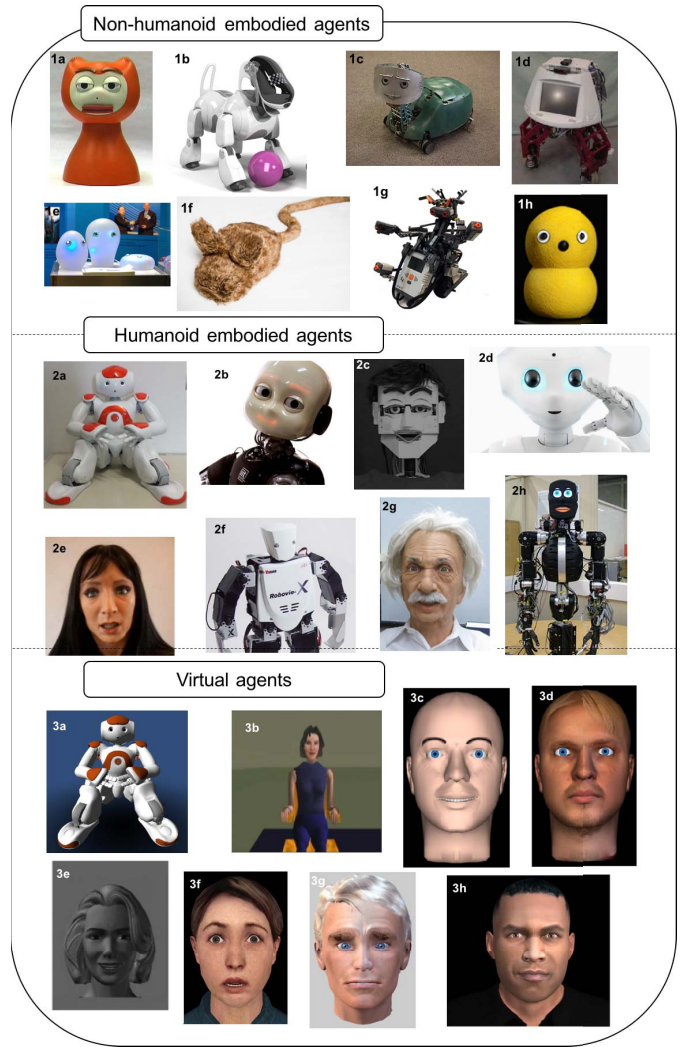 Non-humanoid embodied agents
1a
1b
1c
1d
1e
1f
1g
1h
Humanoid embodied agents
2a
2b
2c
2d
2e
2f
2g
2h
Robovie-X
X
Virtual agents
3a
3b
3c
3d
3e
3f
3g
3h